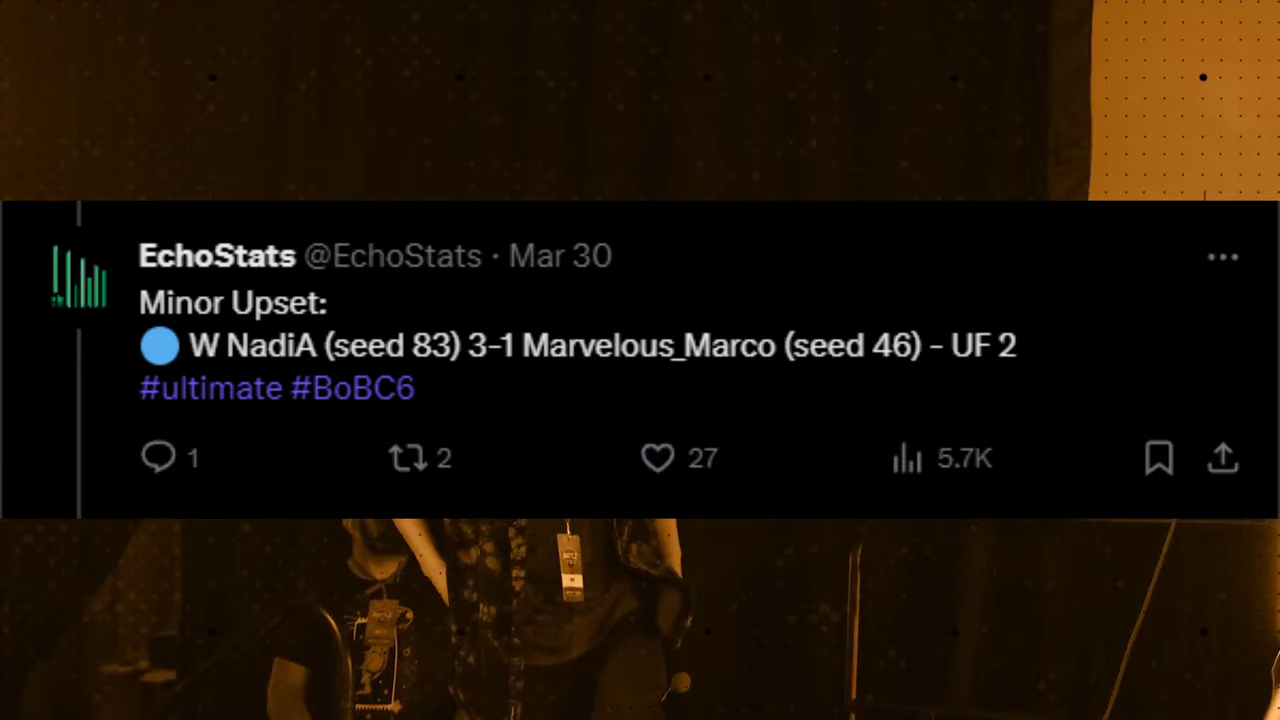 EchoStats @EchoStats · Mar 30
Minor Upset:
🔵 W NadiA (seed 83) 3-1 Marvelous_Marco (seed 46) - UF 2
#ultimate #BoBC6
1 2 27 5.7K